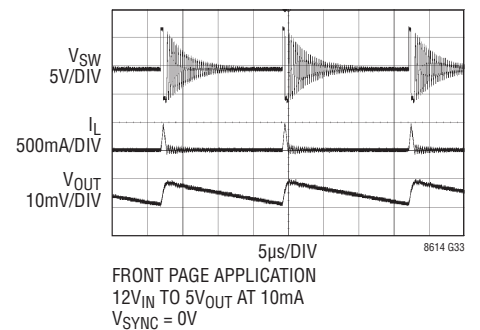 VSW
5V/DIV
IL
500mA/DIV
VOUT
10mV/DIV
5µs/DIV
8614 G33
FRONT PAGE APPLICATION
12VIN TO 5VOUT AT 10mA
VSYNC = 0V